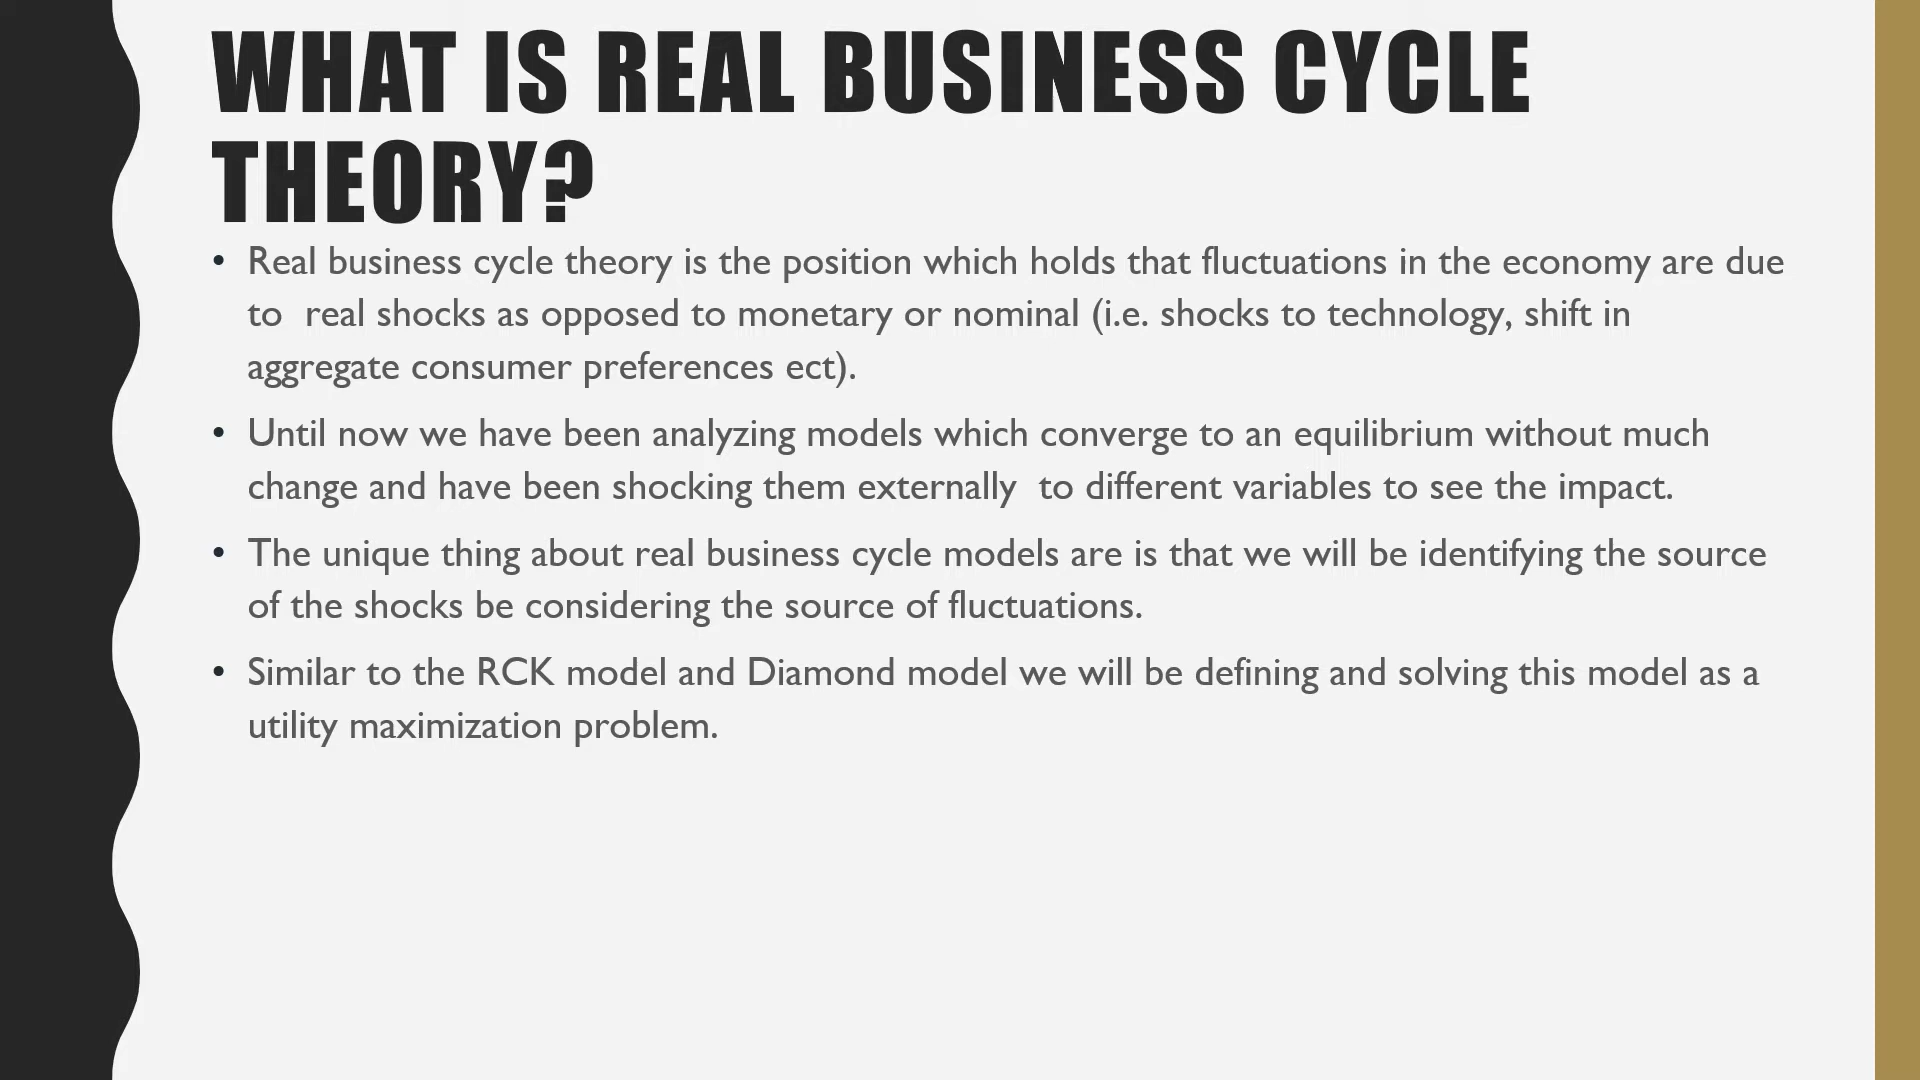 WHAT IS REAL BUSINESS CYCLE
THEORY?
• Real business cycle theory is the position which holds that fluctuations in the economy are due
to  real shocks as opposed to monetary or nominal (i.e. shocks to technology, shift in
aggregate consumer preferences ect).
• Until now we have been analyzing models which converge to an equilibrium without much
change and have been shocking them externally  to different variables to see the impact.
• The unique thing about real business cycle models are is that we will be identifying the source
of the shocks be considering the source of fluctuations.
• Similar to the RCK model and Diamond model we will be defining and solving this model as a
utility maximization problem.